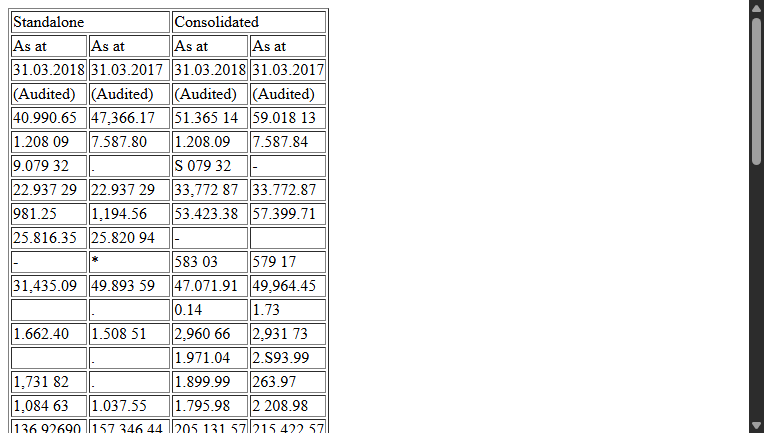 Standalone Consolidated
As at As at As at As at
31.03.2018 31.03.2017 31.03.2018 31.03.2017
(Audited) (Audited) (Audited) (Audited)
40.990.65 47,366.17 51.365 14 59.018 13
1.208 09 7.587.80 1.208.09 7.587.84
9.079 32 . S 079 32 -
22.937 29 22.937 29 33,772 87 33.772.87
981.25 1,194.56 53.423.38 57.399.71
25.816.35 25.820 94 -
- * 583 03 579 17
31,435.09 49.893 59 47.071.91 49,964.45
. 0.14 1.73
1.662.40 1.508 51 2,960 66 2,931 73
. 1.971.04 2.S93.99
1,731 82 . 1.899.99 263.97
1,084 63 1.037.55 1.795.98 2 208.98
136.92690 157.346.44 205.131.57 215.422.57